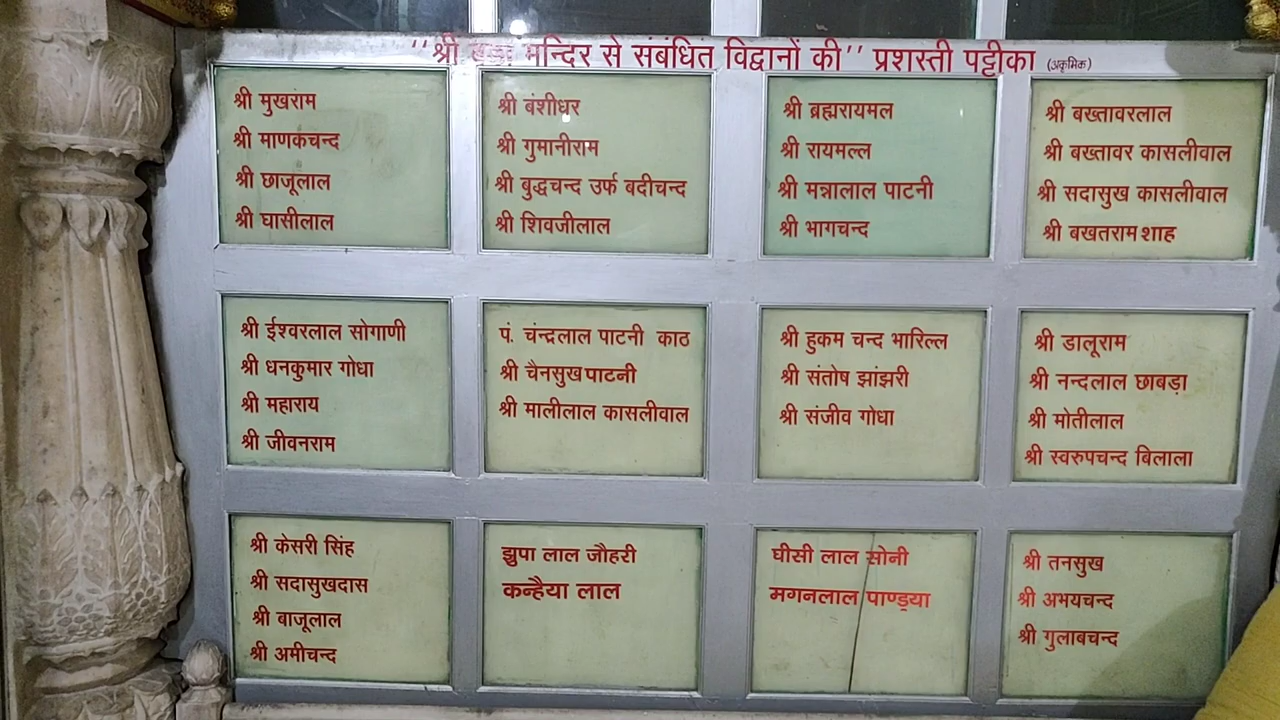 ''श्री बड़ा मन्दिर से संबंधित विद्वानों की'' प्रशस्ती पट्टीका (अकृमिक)
श्री मुखराम
श्री माणकचन्द
श्री छाजूलाल
श्री घासीलाल
श्री बंशीधर
श्री गुमानीराम
श्री बुद्धचन्द उर्फ बदीचन्द
श्री शिवजीलाल
श्री ब्रह्मरायमल
श्री रायमल्ल
श्री मन्नालाल पाटनी
श्री भागचन्द
श्री बख्तावरलाल
श्री बख्तावर कासलीवाल
श्री सदासुख कासलीवाल
श्री बखतराम शाह
श्री ईश्वरलाल सोगाणी
श्री धनकुमार गोधा
श्री महाराय
श्री जीवनराम
पं. चंन्द्रलाल पाटनी काठ
श्री चैनसुख पाटनी
श्री मालीलाल कासलीवाल
श्री हुकम चन्द भारिल्ल
श्री संतोष झांझरी
श्री संजीव गोधा
श्री डालूराम
श्री नन्दलाल छाबड़ा
श्री मोतीलाल
श्री स्वरुपचन्द बिलाला
श्री केसरी सिंह
श्री सदासुखदास
श्री बाजूलाल
श्री अमीचन्द
झुपा लाल जौहरी
कन्हैया लाल
घीसी लाल सोनी
मगनलाल पाण्ड्या
श्री तनसुख
श्री अभयचन्द
श्री गुलाबचन्द